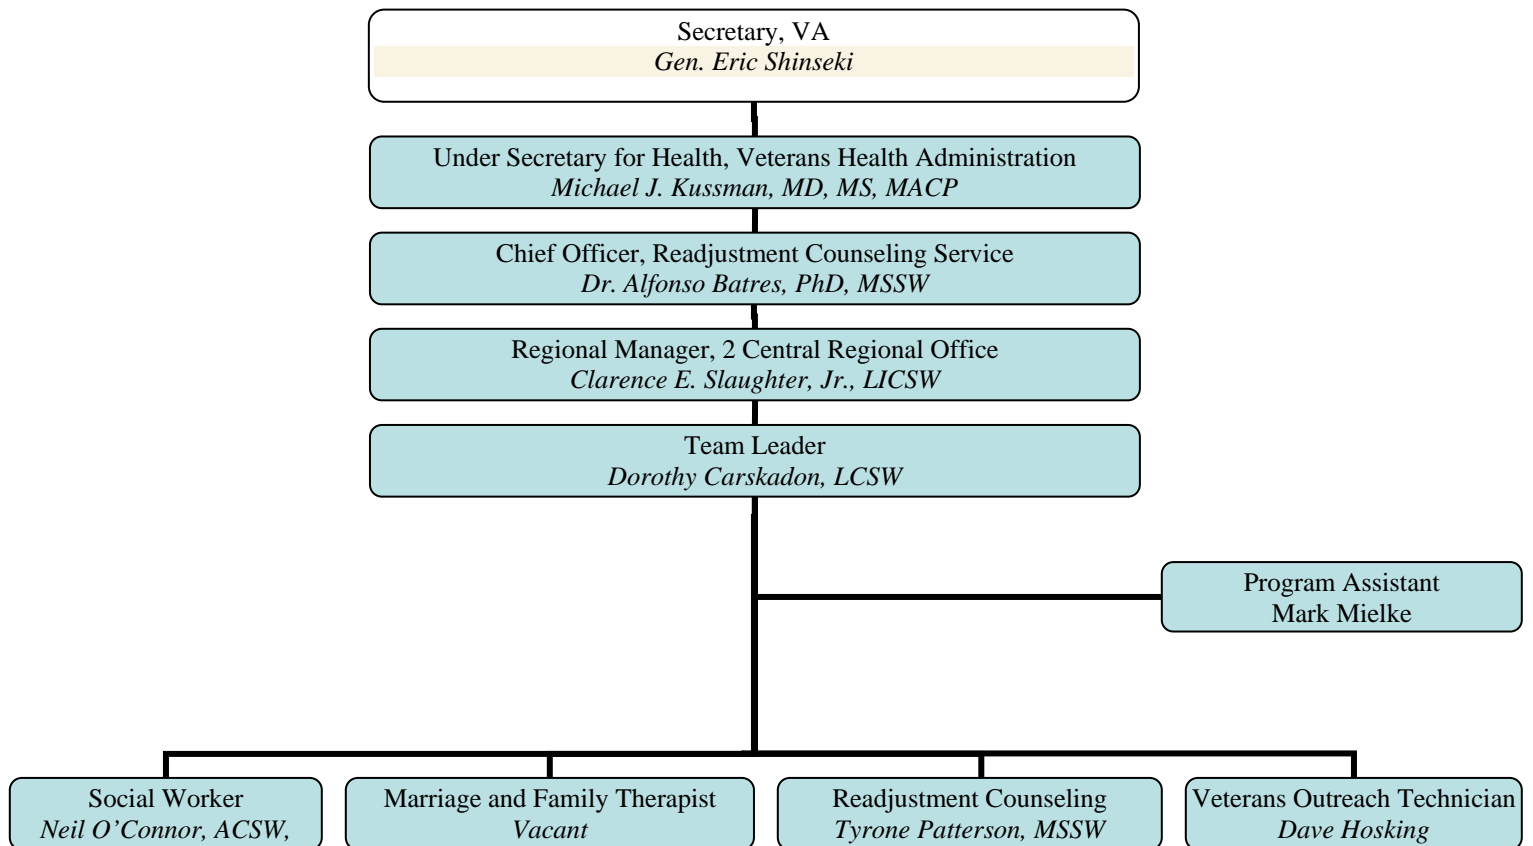 Secretary, VA
Gen. Eric Shinseki
Under Secretary for Health, Veterans Health Administration
Michael J. Kussman, MD, MS, MACP
Chief Officer, Readjustment Counseling Service
Dr. Alfonso Batres, PhD, MSSW
Regional Manager, 2 Central Regional Office
Clarence E. Slaughter, Jr., LICSW
Team Leader
Dorothy Carskadon, LCSW
Program Assistant
Mark Mielke
Social Worker
Neil O’Connor, ACSW,
Marriage and Family Therapist
Vacant
Readjustment Counseling
Tyrone Patterson, MSSW
Veterans Outreach Technician
Dave Hosking